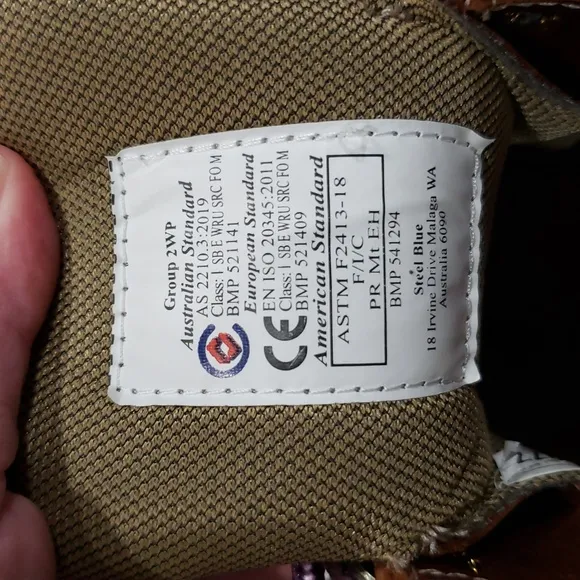 Group 2WP
Australian Standard
AS 2210.3:2019
Class: I SB E WRU SRC FO M
BMP 521141
European Standard
EN ISO 20345:2011
Class: I SB E WRU SRC FO M
BMP 521409
CE
American Standard
ASTM F2413-18
F/I/C
PR Mt EH
BMP 541294
Steel Blue
18 Irvine Drive Malaga WA
Australia 6090